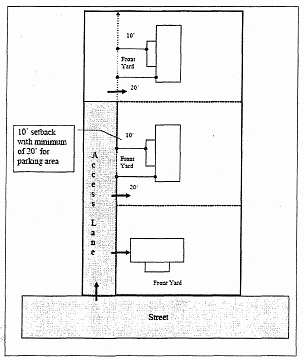 10'
Front
Yard
20'
10' setback
with minimum
of 20' for
parking area
10'
Front
Yard
20'
Access Lane
Front Yard
Street